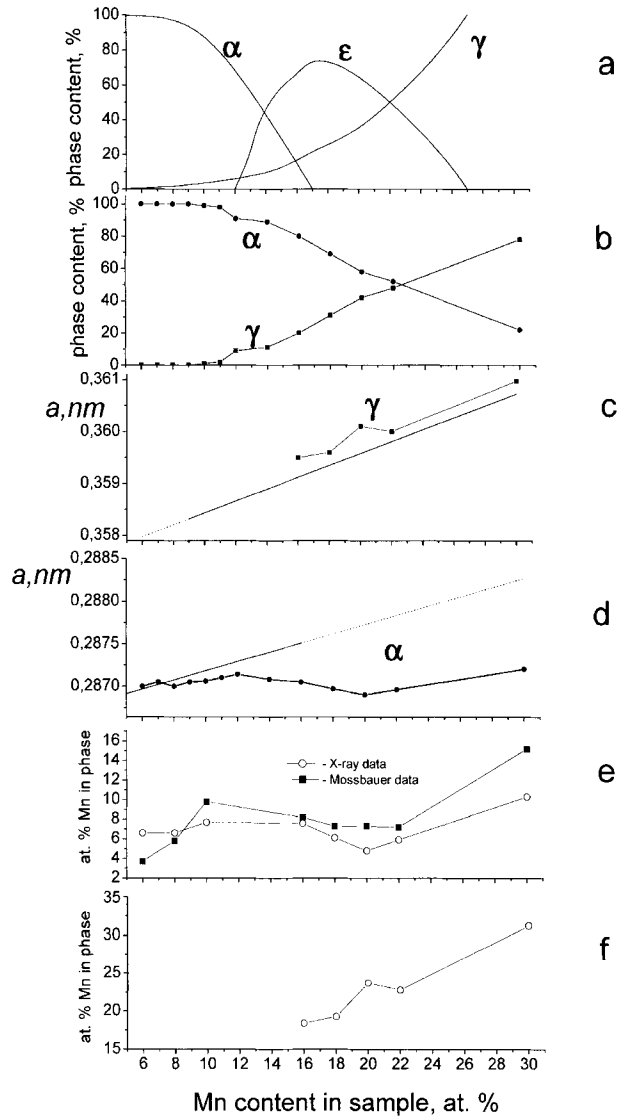 100
80
60
40
20
0
phase content, %
α
ε
γ
a
100
80
60
40
20
0
phase content, %
α
γ
b
0,361
0,360
0,359
0,358
a,nm
γ
c
0,2885
0,2880
0,2875
0,2870
a,nm
α
d
16
14
12
10
8
6
4
2
at. % Mn in phase
- X-ray data
- Mossbauer data
e
35
30
25
20
15
at. % Mn in phase
f
6 8 10 12 14 16 18 20 22 24 26 28 30
Mn content in sample, at. %